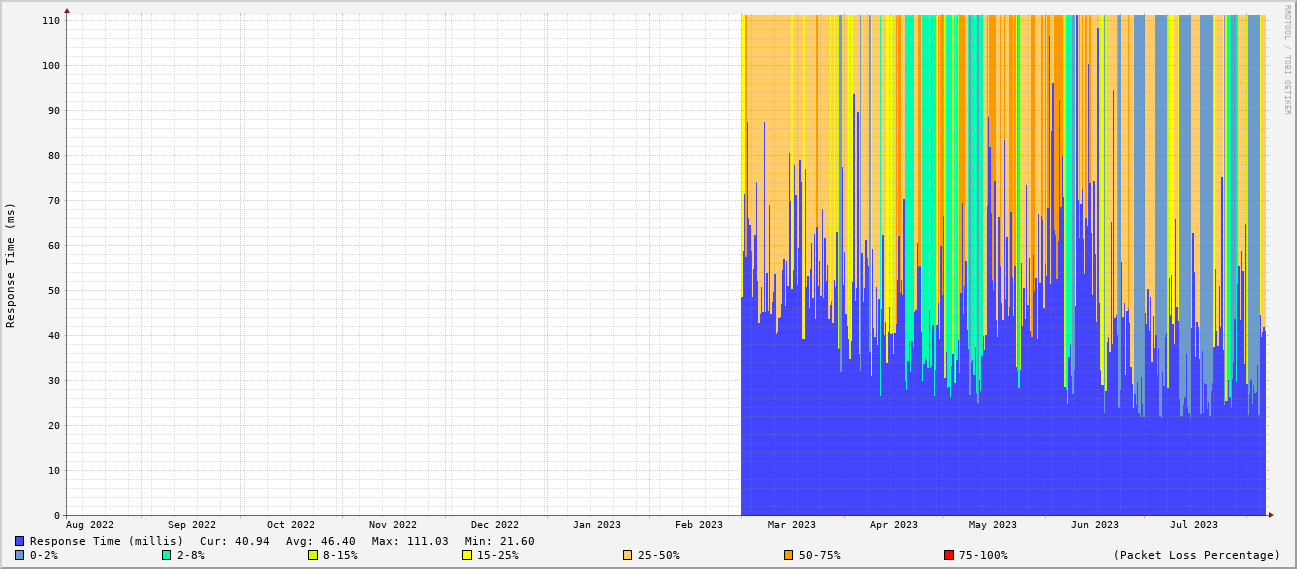 RRDTOOL / TOBI OETIKER
Response Time (ms)
110
100
90
80
70
60
50
40
30
20
10
0
Aug 2022 Sep 2022 Oct 2022 Nov 2022 Dec 2022 Jan 2023 Feb 2023 Mar 2023 Apr 2023 May 2023 Jun 2023 Jul 2023
Response Time (millis) Cur: 40.94 Avg: 46.40 Max: 111.03 Min: 21.60
0-2% 2-8% 8-15% 15-25% 25-50% 50-75% 75-100% (Packet Loss Percentage)